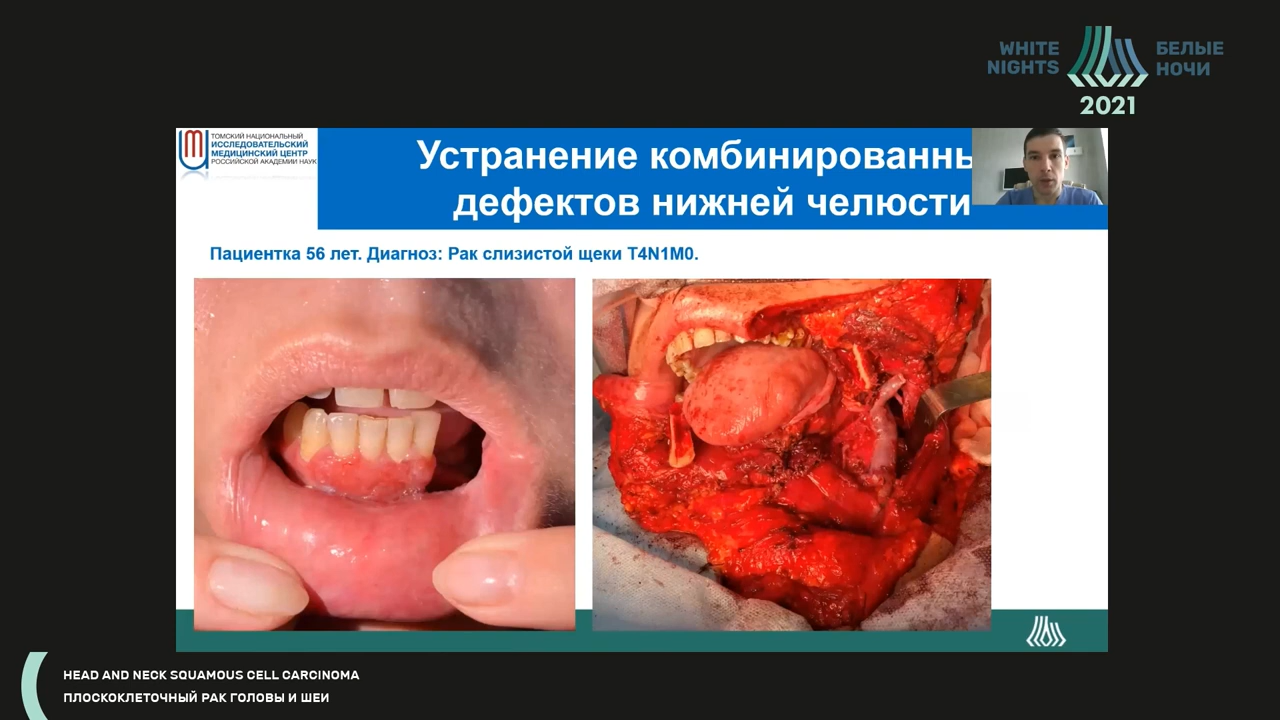 WHITE
NIGHTS
БЕЛЫЕ
НОЧИ
2021
ТОМСКИЙ НАЦИОНАЛЬНЫЙ
ИССЛЕДОВАТЕЛЬСКИЙ
МЕДИЦИНСКИЙ ЦЕНТР
РОССИЙСКОЙ АКАДЕМИИ НАУК
Устранение комбинированнь
дефектов нижней челюсти
Пациентка 56 лет. Диагноз: Рак слизистой щеки T4N1M0.
HEAD AND NECK SQUAMOUS CELL CARCINOMA
ПЛОСКОКЛЕТОЧНЫЙ РАК ГОЛОВЫ И ШЕИ